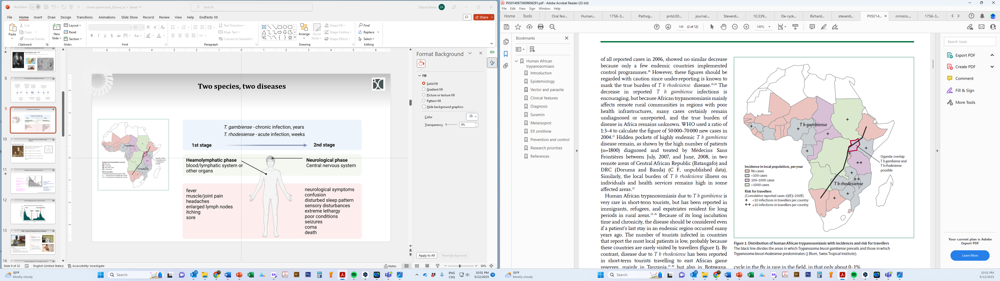 AutoSave On Ucena spolecnost_Zikova_v2 • Saved Search Zíková Alena ZA
File Home Insert Draw Design Transitions Animations Slide Show Record Review View Help EndNote X9 Share
Paste Cut Copy Format Painter Clipboard
New Slide Layout Reset Section Slides
24 Font
Text Direction Align Text Convert to SmartArt Paragraph
Arrange Quick Styles Shape Fill Shape Outline Shape Effects Drawing
Find Replace Select Editing
8
9
10
11
12
13
14
Two species, two diseases
T. gambiense - chronic infection, years
T. rhodesiense - acute infection, weeks
1st stage 2nd stage
Heamolymphatic phase
blood/lymphatic system or
other organs
Neurological phase
Central nervous system
fever
muscle/joint pain
headaches
enlarged lymph nodes
itching
sore
neurological symptoms
confusion
disturbed sleep pattern
sensory disturbances
extreme lethargy
poor conditions
seizures
coma
death
Format Background
Fill
Solid fill
Gradient fill
Picture or texture fill
Pattern fill
Hide background graphics
Color
Transparency 0%
Apply to All Reset Background
Slide 9 of 32 English (United States) Accessibility: Investigate Notes 90%
50°F
Mostly cloudy
Search
ENG
CSQ
10:01 PM
5/12/2023
PIIS0140673609608291.pdf - Adobe Acrobat Reader (32-bit)
File Edit View Sign Window Help
Home Tools Oral fexi... Human... 1756-3... Pathog... pntd.00... journal.... Steverdi... 10.339... De-ryck... Richard... steverdi... PIIS014... nrmicro.... 1756-3...
149 (2 of 12) 149%
Bookmarks
Human African
trypanosomiasis
Introduction
Epidemiology
Vector and parasite
Clinical features
Diagnosis
Suramin
Melarsoprol
Efl ornithine
Prevention and control
Research priorities
References
of all reported cases in 2006, showed no similar decrease
because only a few endemic countries implemented
control programmes.18 However, these figures should be
regarded with caution since under-reporting is known to
mask the true burden of T b rhodesiense disease.19,20 The
decrease in reported T b gambiense infections is
encouraging, but because African trypanosomiasis mainly
affects remote rural communities in regions with poor
health infrastructures, many cases certainly remain
undiagnosed or unreported, and the true burden of
disease in Africa remains unknown. WHO used a ratio of
1:3–4 to calculate the figure of 50 000–70 000 new cases in
2004.21 Hidden pockets of highly endemic T b gambiense
disease remain, as shown by the high number of patients
(n=1800) diagnosed and treated by Médecins Sans
Frontières between July, 2007, and June, 2008, in two
remote areas of Central African Republic (Batangafo) and
DRC (Doruma and Banda) (C F, unpublished data).
Similarly, the local burden of T b rhodesiense illness on
individuals and health services remains high in some
affected areas.22
Human African trypanosomiasis due to T b gambiense is
very rare in short-term tourists, but has been reported in
immigrants, refugees, and expatriates resident for long
periods in rural areas.23–26 Because of its long incubation
time and chronicity, the disease should be considered even
if a patient's last stay in an endemic region occurred many
years ago. The number of tourists infected in countries
that report the most local patients is low, probably because
these countries are rarely visited by travellers (figure 1). By
contrast, disease due to T b rhodesiense has been reported
in short-term tourists travelling to east African game
reserves, mainly in Tanzania,27–30 but also in Botswana,
T b gambiense
T b rhodesiense
Uganda: overlap
T b gambiense and
T b rhodesiense
possible
Incidence in local population, per year
No cases
<100 cases
100–1000 cases
>1000 cases
Risk for travellers
(Cumulative reported cases 1983–2008)
+ <10 infections in travellers per country
++ ≥10 infections in travellers per country
Figure 1: Distribution of human African trypanosomiasis with incidences and risk for travellers
The black line divides the areas in which Trypanosoma brucei gambiense prevails and those in which
Trypanosoma brucei rhodesiense predominates (J Blum, Swiss Tropical Institute).
cycle in the fly is rare in the field, in that only about 0·1%
Search tools
Export PDF
Create PDF
Comment
Fill & Sign
More Tools
Your current plan is Adobe
Export PDF
Learn More
50°F
Mostly cloudy
Search
10:01 PM
5/12/2023